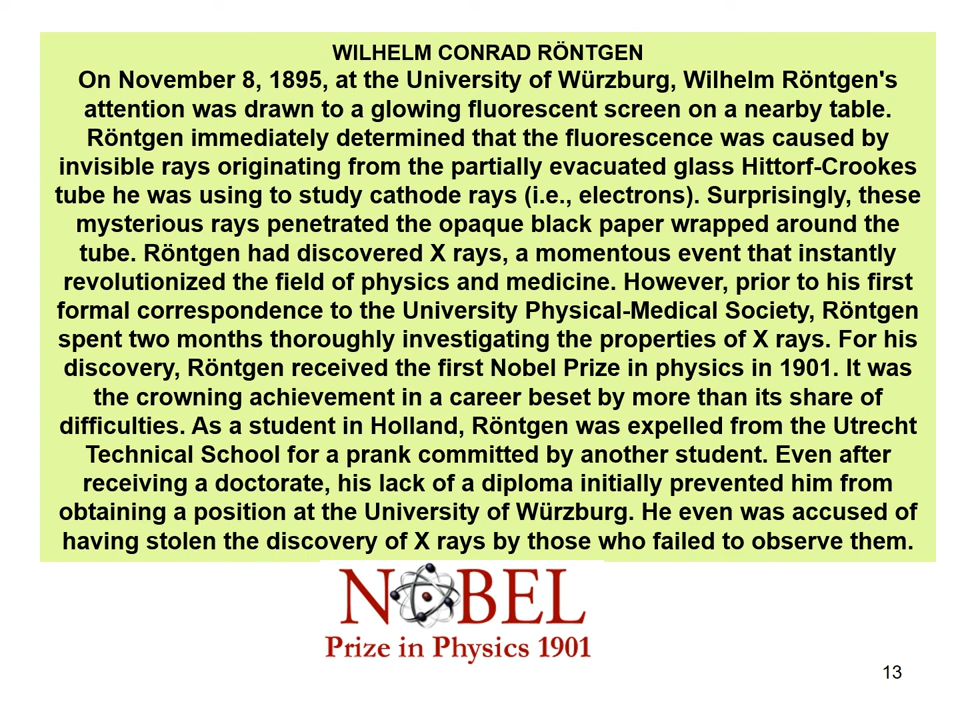 WILHELM CONRAD RÖNTGEN
On November 8, 1895, at the University of Würzburg, Wilhelm Röntgen's
attention was drawn to a glowing fluorescent screen on a nearby table.
Röntgen immediately determined that the fluorescence was caused by
invisible rays originating from the partially evacuated glass Hittorf-Crookes
tube he was using to study cathode rays (i.e., electrons). Surprisingly, these
mysterious rays penetrated the opaque black paper wrapped around the
tube. Röntgen had discovered X rays, a momentous event that instantly
revolutionized the field of physics and medicine. However, prior to his first
formal correspondence to the University Physical-Medical Society, Röntgen
spent two months thoroughly investigating the properties of X rays. For his
discovery, Röntgen received the first Nobel Prize in physics in 1901. It was
the crowning achievement in a career beset by more than its share of
difficulties. As a student in Holland, Röntgen was expelled from the Utrecht
Technical School for a prank committed by another student. Even after
receiving a doctorate, his lack of a diploma initially prevented him from
obtaining a position at the University of Würzburg. He even was accused of
having stolen the discovery of X rays by those who failed to observe them.
NOBEL
Prize in Physics 1901
13